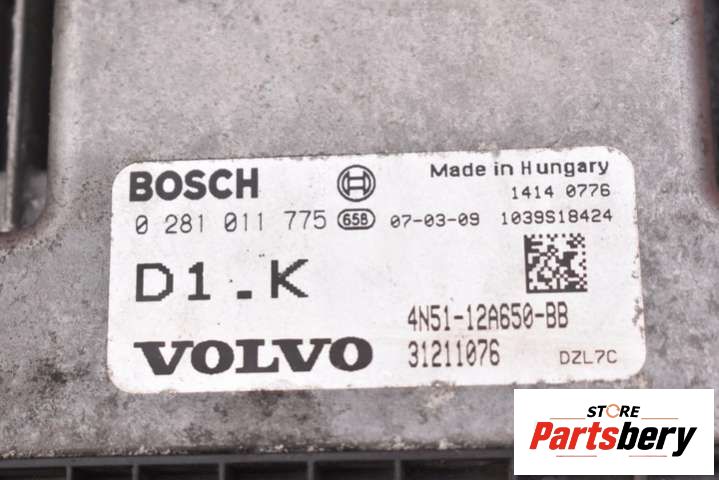 BOSCH Made in Hungary
1414 0776
0 281 011 775 658 07-03-09 1039S18424
D1.K
4N51-12A650-BB
VOLVO 31211076 DZL7C
STORE
Partsbery